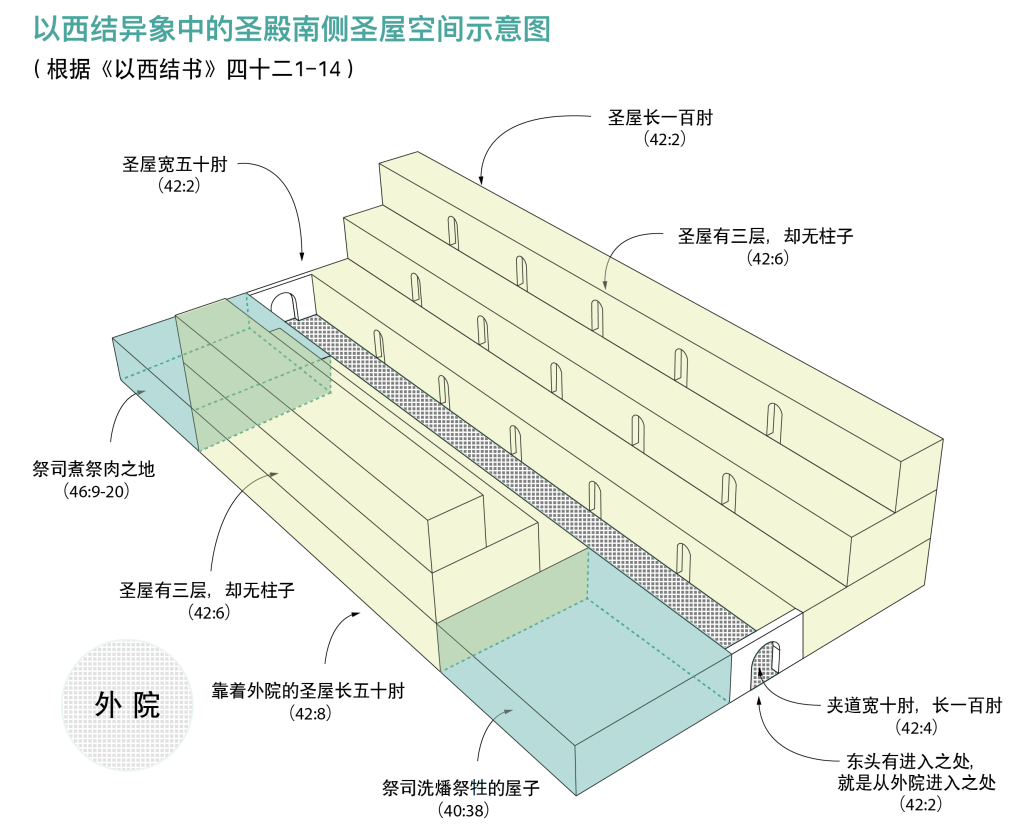 以西结异象中的圣殿南侧圣屋空间示意图
（根据《以西结书》四十二1-14）
圣屋长一百肘
（42:2）
圣屋宽五十肘
（42:2）
圣屋有三层，却无柱子
（42:6）
祭司煮祭肉之地
（46:9-20）
圣屋有三层，却无柱子
（42:6）
外院
靠着外院的圣屋长五十肘
（42:8）
夹道宽十肘，长一百肘
（42:4）
东头有进入之处，
就是从外院进入之处
（42:2）
祭司洗燔祭牲的屋子
（40:38）